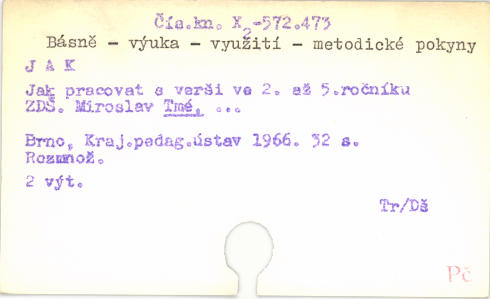 Čís.kn. X₂-572.473
Básně - výuka - využití - metodické pokyny
J A K
Jak pracovat s verši ve 2. až 5.ročníku
ZDŠ. Miroslav Tmé, ...
Brno, Kraj.pedag.ústav 1966. 32 s.
Rozmnož.
2 výt.
Tr/Dš
Pč